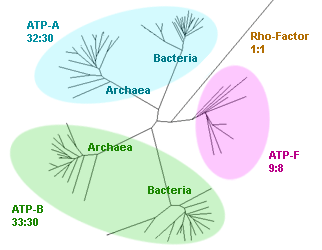 ATP-A
32:30
Bacteria
Rho-Factor
1:1
Archaea
Archaea
ATP-F
9:8
Bacteria
ATP-B
33:30